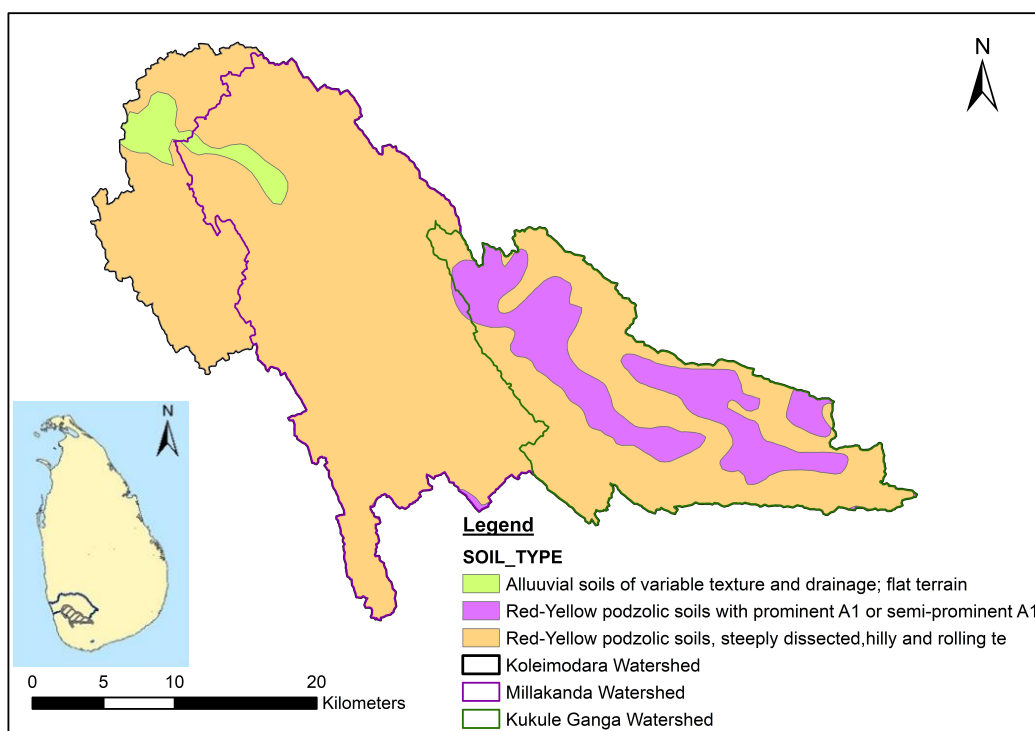 N
N
Legend
SOIL_TYPE
Alluuvial soils of variable texture and drainage; flat terrain
Red-Yellow podzolic soils with prominent A1 or semi-prominent A1
Red-Yellow podzolic soils, steeply dissected,hilly and rolling te
Koleimodara Watershed
Millakanda Watershed
Kukule Ganga Watershed
0 5 10 20
Kilometers